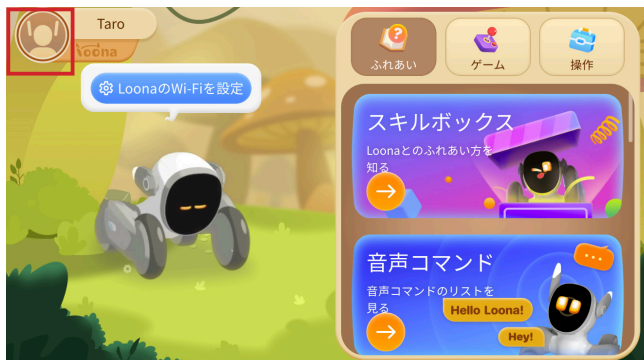 Taro
Loona
LoonaのWi-Fiを設定
ふれあい
ゲーム
操作
スキルボックス
Loonaとのふれあい方を
知る
音声コマンド
音声コマンドのリストを
見る
Hello Loona!
Hey!